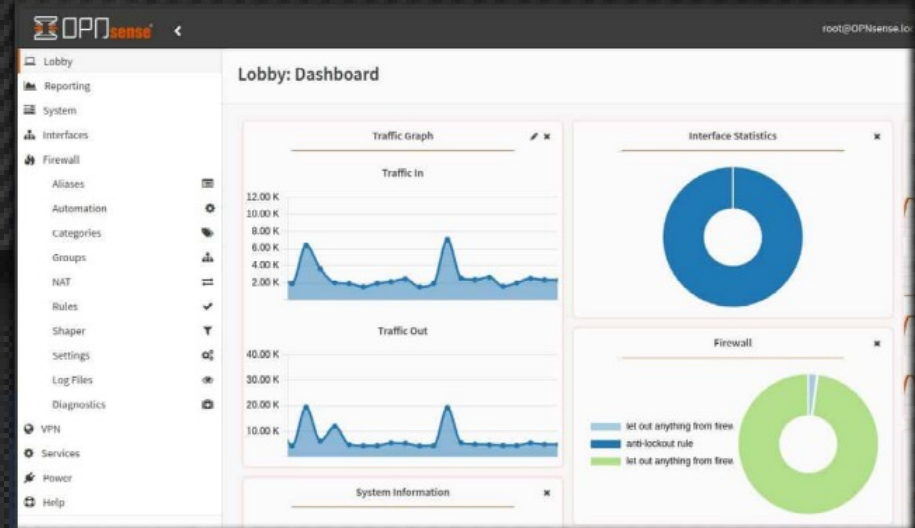 OPNsense
root@OPNsense.lo
Lobby
Reporting
System
Interfaces
Firewall
Aliases
Automation
Categories
Groups
NAT
Rules
Shaper
Settings
Log Files
Diagnostics
VPN
Services
Power
Help
Lobby: Dashboard
Traffic Graph
Traffic In
12.00 K
10.00 K
8.00 K
6.00 K
4.00 K
2.00 K
Traffic Out
40.00 K
30.00 K
20.00 K
10.00 K
System Information
Interface Statistics
Firewall
let out anything from firew
anti-lockout rule
let out anything from firew